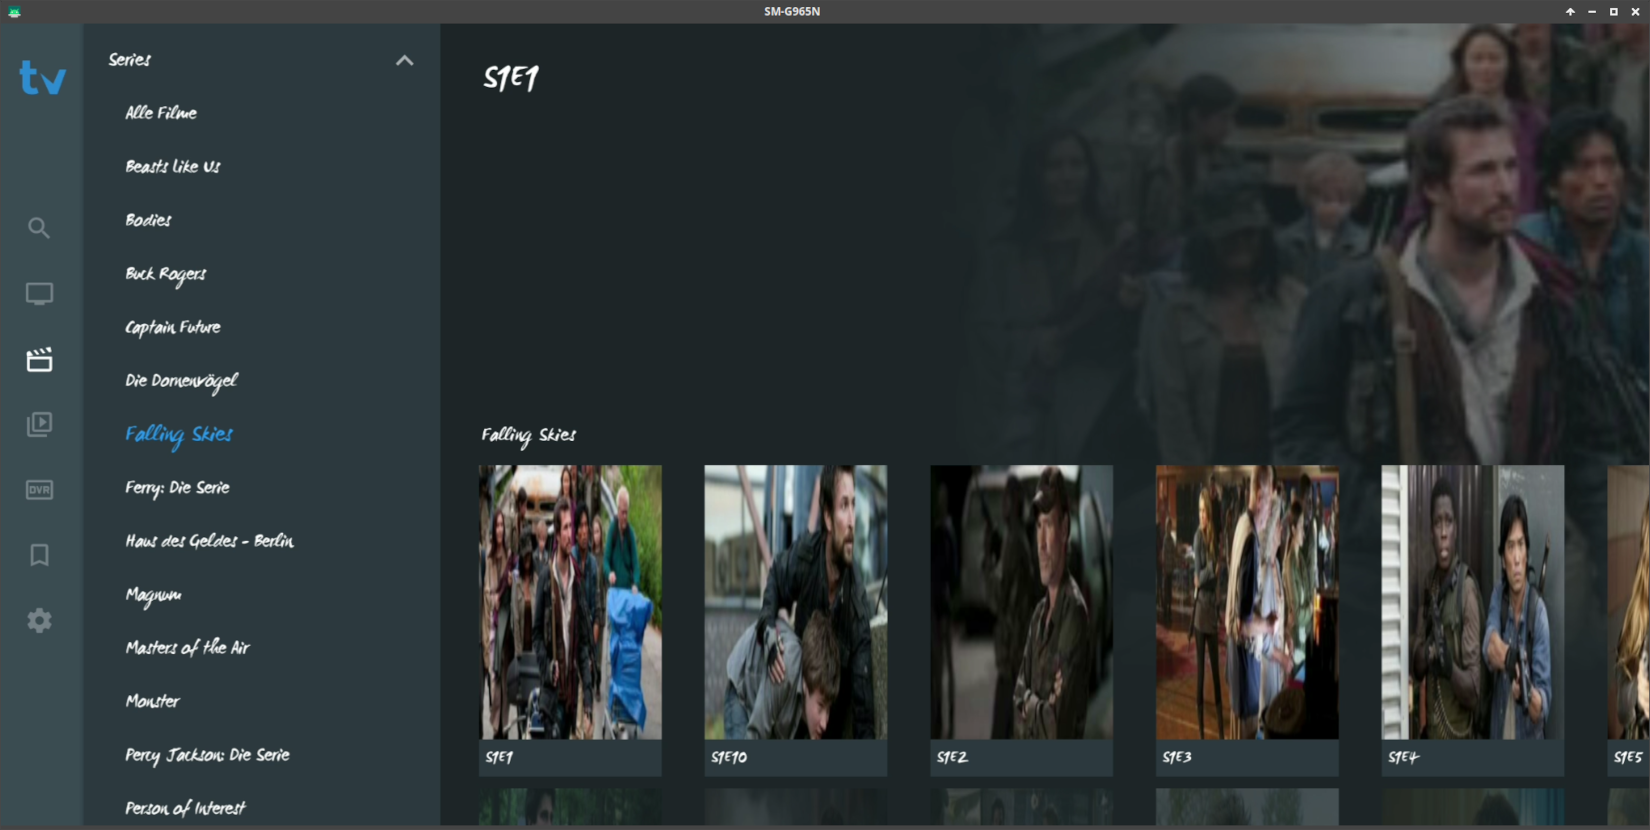 SM-G965N
tv
Series
Alle Filme
Beasts like Us
Bodies
Buck Rogers
Captain Future
Die Dornenvögel
Falling Skies
Ferry: Die Serie
Haus des Geldes - Berlin
Magnum
Masters of the Air
Monster
Percy Jackson: Die Serie
Person of Interest
DVR
S1E1
Falling Skies
S1E1
S1E10
S1E2
S1E3
S1E4
S1E5